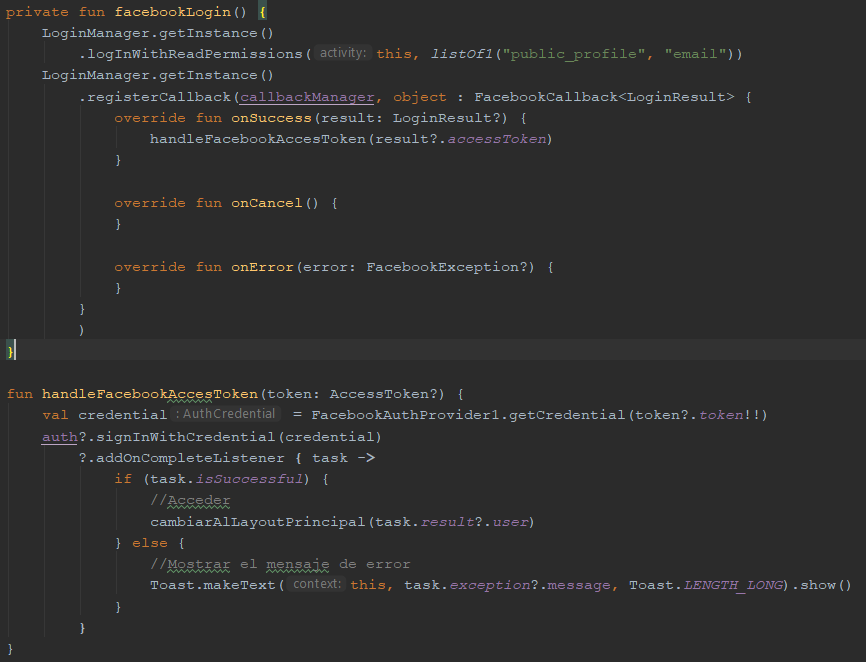 private fun facebookLogin() {
    LoginManager.getInstance()
        .logInWithReadPermissions( activity: this, listOf1("public_profile", "email"))
    LoginManager.getInstance()
        .registerCallback(callbackManager, object : FacebookCallback<LoginResult> {
            override fun onSuccess(result: LoginResult?) {
                handleFacebookAccesToken(result?.accessToken)
            }

            override fun onCancel() {
            }

            override fun onError(error: FacebookException?) {
            }
        }
        )
}

fun handleFacebookAccesToken(token: AccessToken?) {
    val credential : AuthCredential = FacebookAuthProvider1.getCredential(token?.token!!)
    auth?.signInWithCredential(credential)
        ?.addOnCompleteListener { task ->
            if (task.isSuccessful) {
                //Acceder
                cambiarAlLayoutPrincipal(task.result?.user)
            } else {
                //Mostrar el mensaje de error
                Toast.makeText( context: this, task.exception?.message, Toast.LENGTH_LONG).show()
            }
        }
}